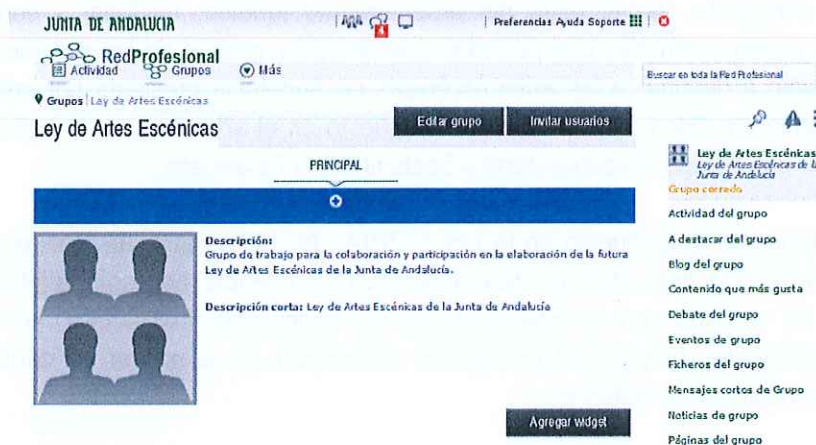 JUNTA DE ANDALUCIA
Preferencias Ayuda Soporte
RedProfesional
Actividad Grupos Más
Buscar en toda la Red Profesional
Grupos | Ley de Artes Escénicas
Ley de Artes Escénicas
Editar grupo Invitar usuarios
PRINCIPAL
Descripción:
Grupo de trabajo para la colaboración y participación en la elaboración de la futura
Ley de Artes Escénicas de la Junta de Andalucía.
Descripción corta: Ley de Artes Escénicas de la Junta de Andalucía
Agregar widget
Ley de Artes Escénicas
Ley de Artes Escénicas de la
Junta de Andalucía
Grupo cerrado
Actividad del grupo
A destacar del grupo
Blog del grupo
Contenido que más gusta
Debate del grupo
Eventos de grupo
Ficheros del grupo
Mensajes cortos de Grupo
Noticias de grupo
Páginas del grupo